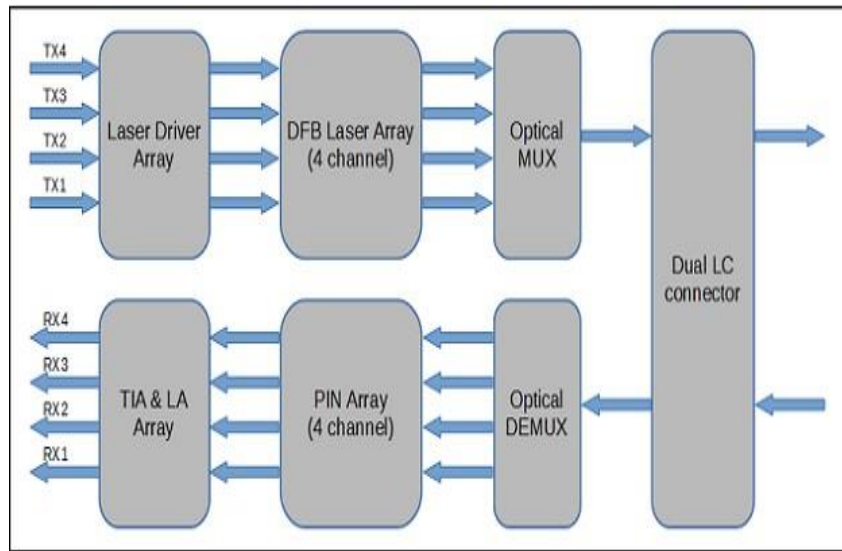 TX4
TX3
TX2
TX1
Laser Driver
Array
DFB Laser Array
(4 channel)
Optical
MUX
Dual LC
connector
RX4
RX3
RX2
RX1
TIA & LA
Array
PIN Array
(4 channel)
Optical
DEMUX